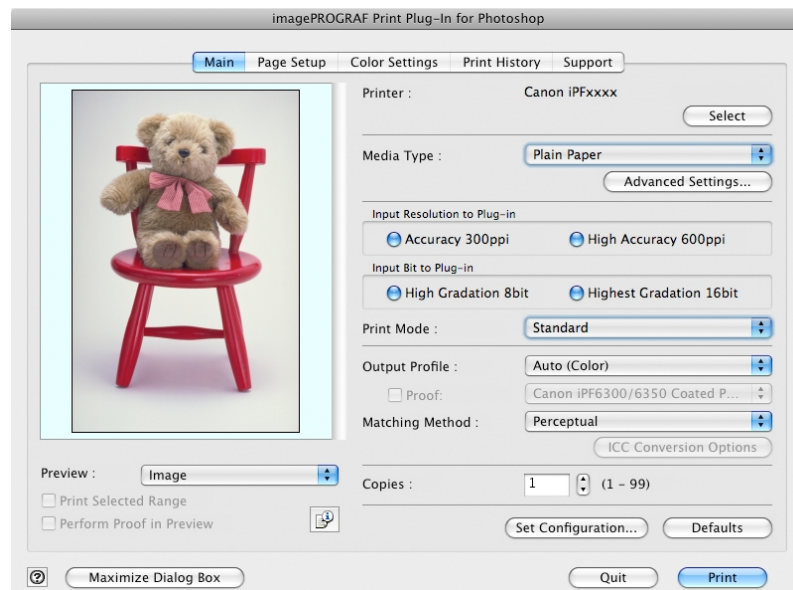 imagePROGRAF Print Plug-In for Photoshop
Main Page Setup Color Settings Print History Support
Printer : Canon iPFxxxx
Select
Media Type : Plain Paper
Advanced Settings...
Input Resolution to Plug-in
Accuracy 300ppi High Accuracy 600ppi
Input Bit to Plug-in
High Gradation 8bit Highest Gradation 16bit
Print Mode : Standard
Output Profile : Auto (Color)
Proof: Canon iPF6300/6350 Coated P...
Matching Method : Perceptual
ICC Conversion Options
Preview : Image
Print Selected Range
Perform Proof in Preview
Copies : 1 (1 - 99)
Set Configuration... Defaults
? Maximize Dialog Box Quit Print